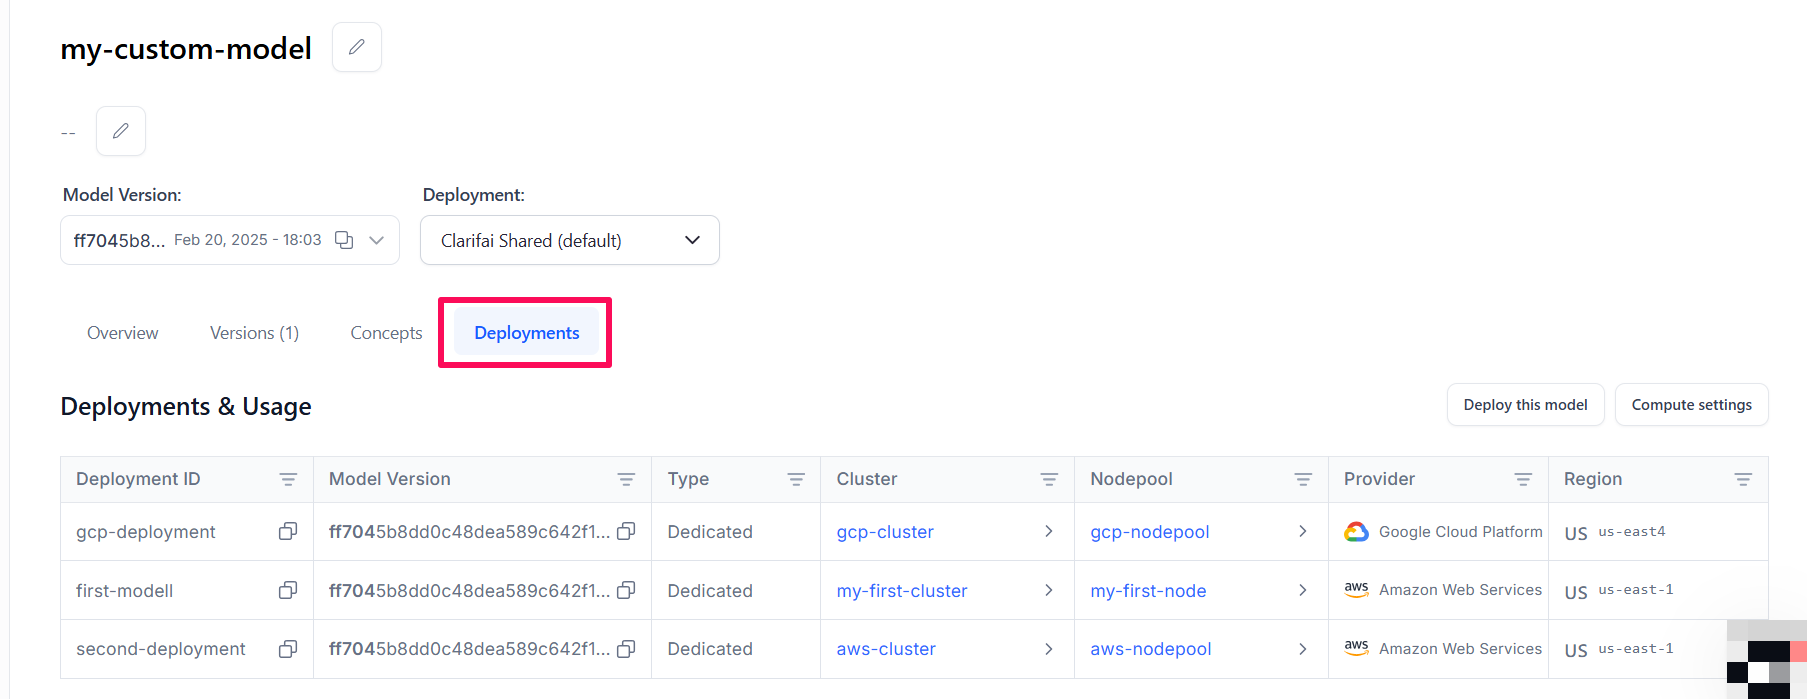 my-custom-model
--
Model Version: Deployment:
ff7045b8... Feb 20, 2025 - 18:03 Clarifai Shared (default)
Overview Versions (1) Concepts Deployments
Deployments & Usage Deploy this model Compute settings
Deployment ID Model Version Type Cluster Nodepool Provider Region
gcp-deployment ff7045b8dd0c48dea589c642f1... Dedicated gcp-cluster gcp-nodepool Google Cloud Platform US us-east4
first-modell ff7045b8dd0c48dea589c642f1... Dedicated my-first-cluster my-first-node aws Amazon Web Services US us-east-1
second-deployment ff7045b8dd0c48dea589c642f1... Dedicated aws-cluster aws-nodepool aws Amazon Web Services US us-east-1